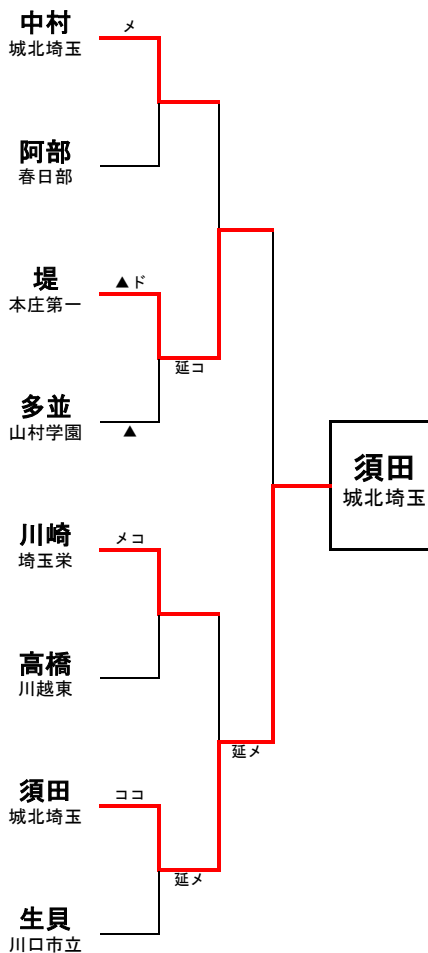 中村
城北埼玉
メ
阿部
春日部
堤
本庄第一
▲ド
延コ
多並
山村学園
▲
須田
城北埼玉
川崎
埼玉栄
メコ
高橋
川越東
延メ
須田
城北埼玉
ココ
延メ
生貝
川口市立